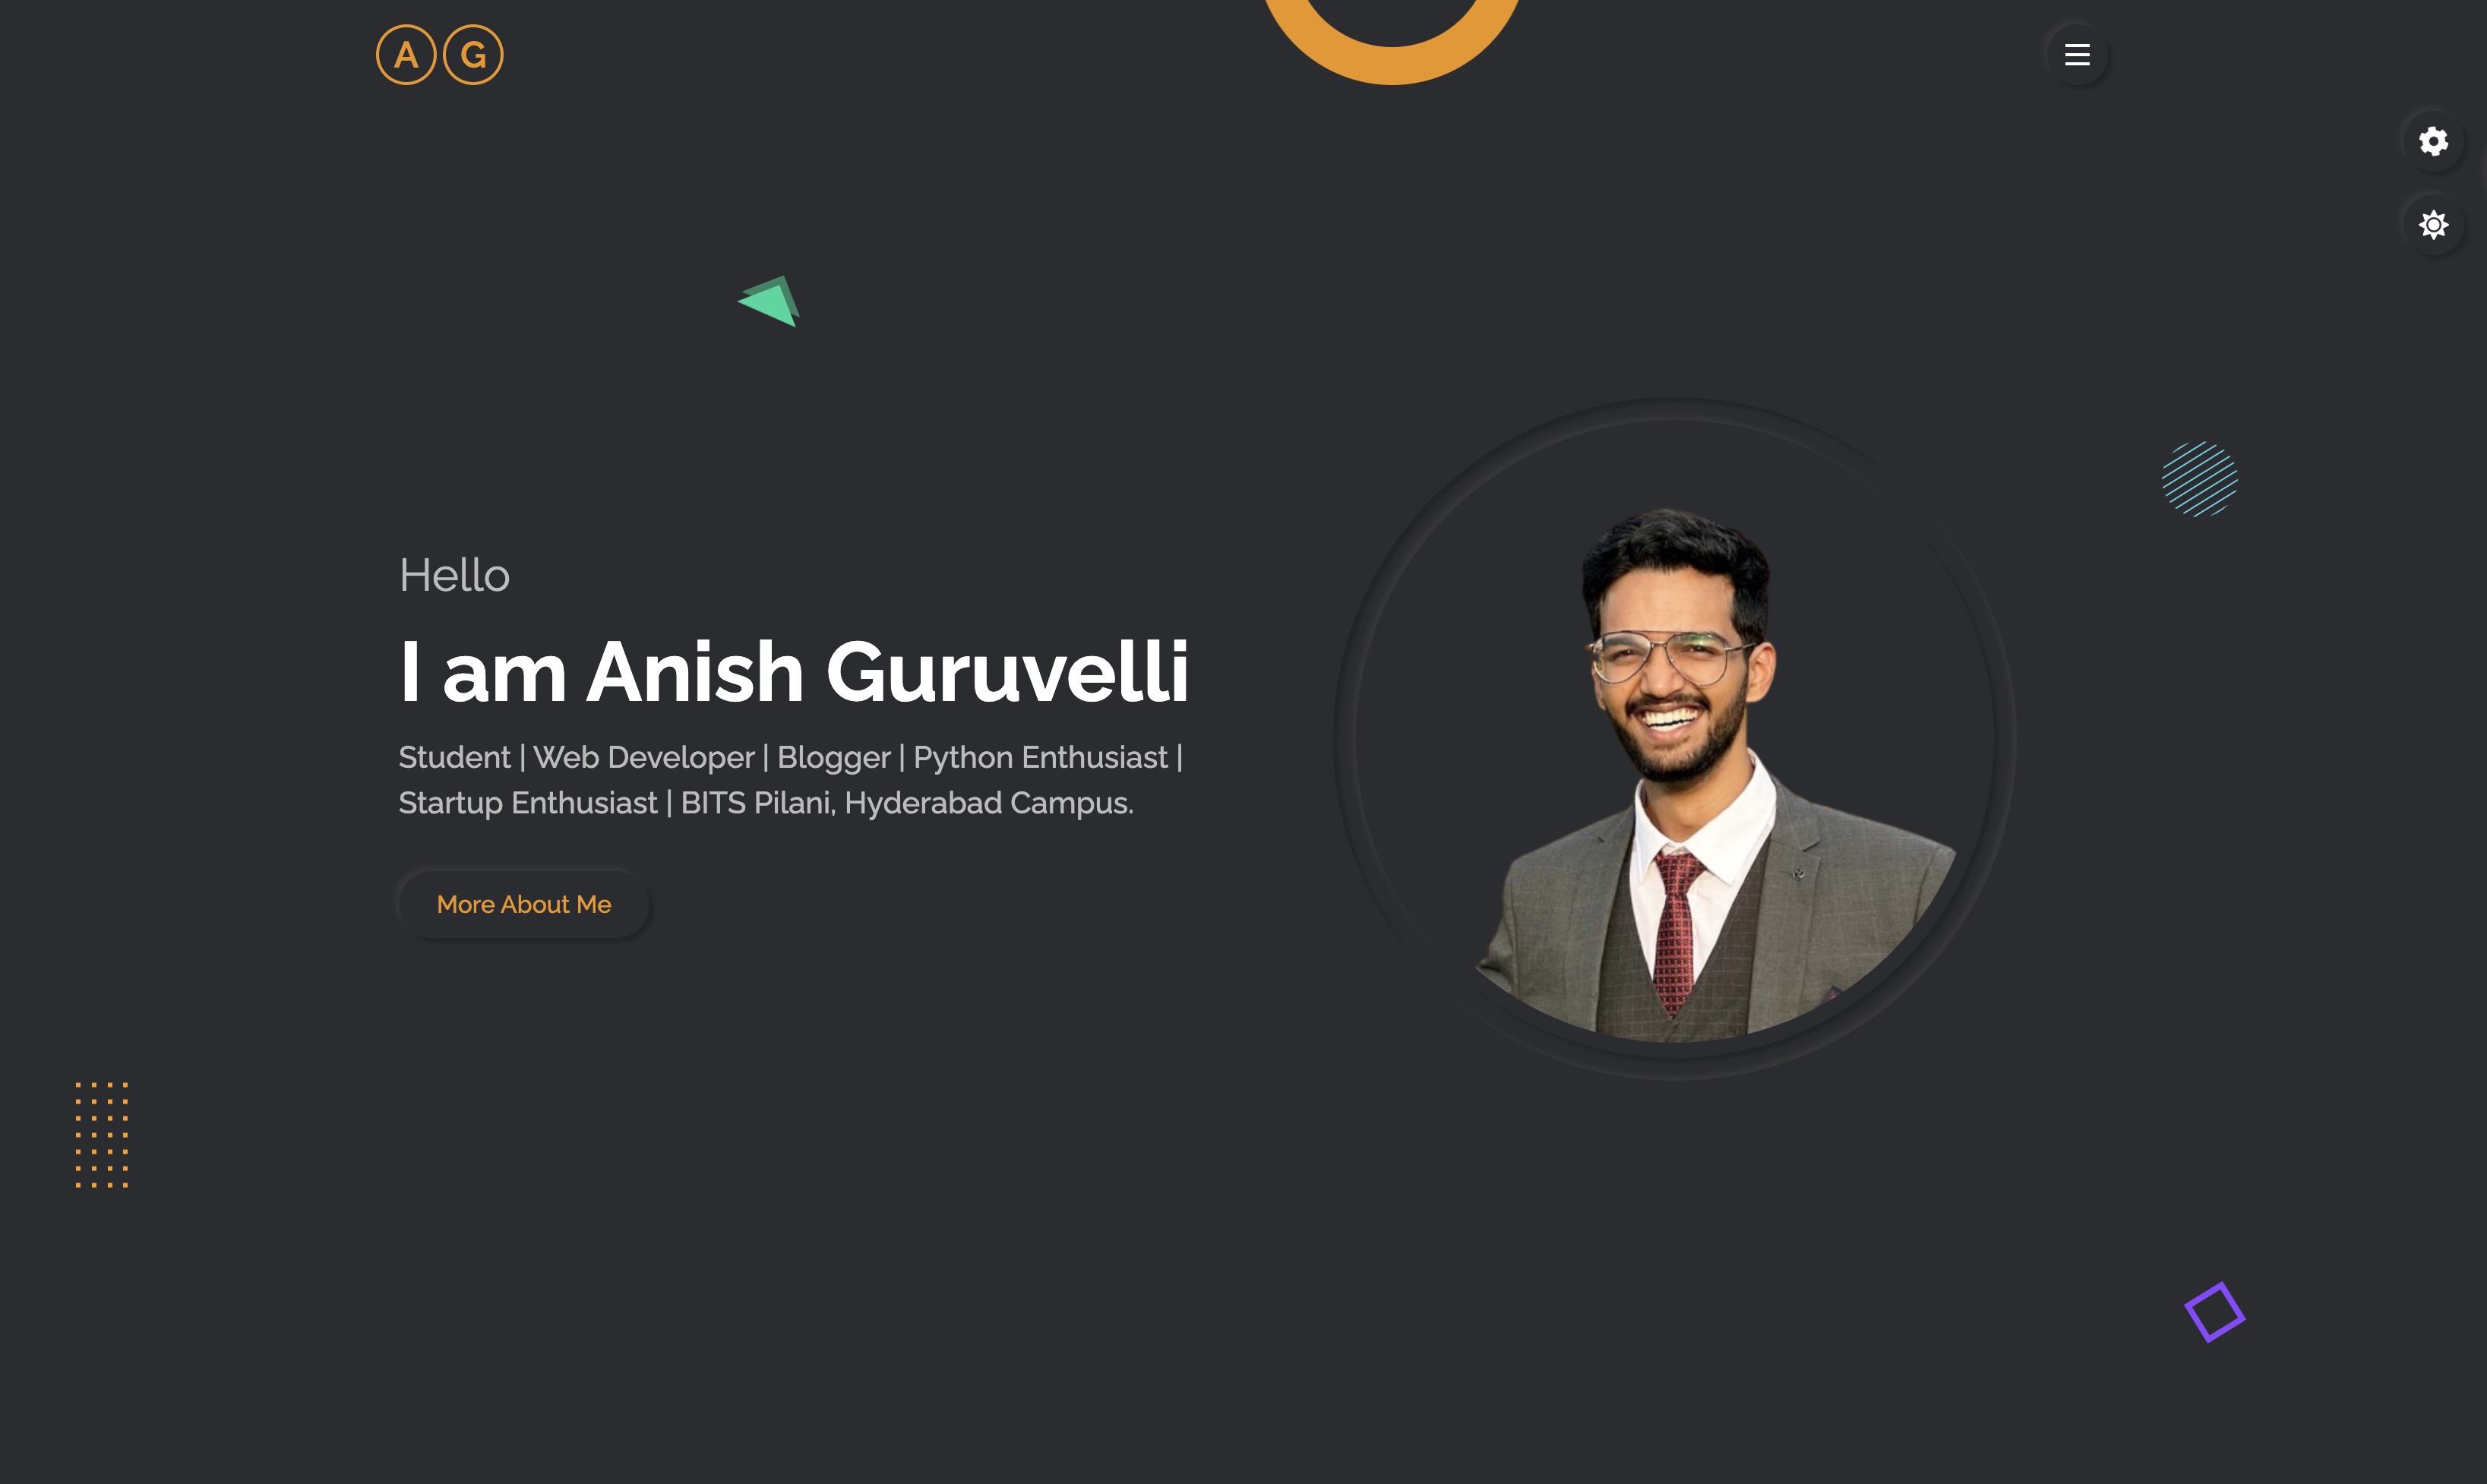 A G
Hello
I am Anish Guruvelli
Student | Web Developer | Blogger | Python Enthusiast |
Startup Enthusiast | BITS Pilani, Hyderabad Campus.
More About Me